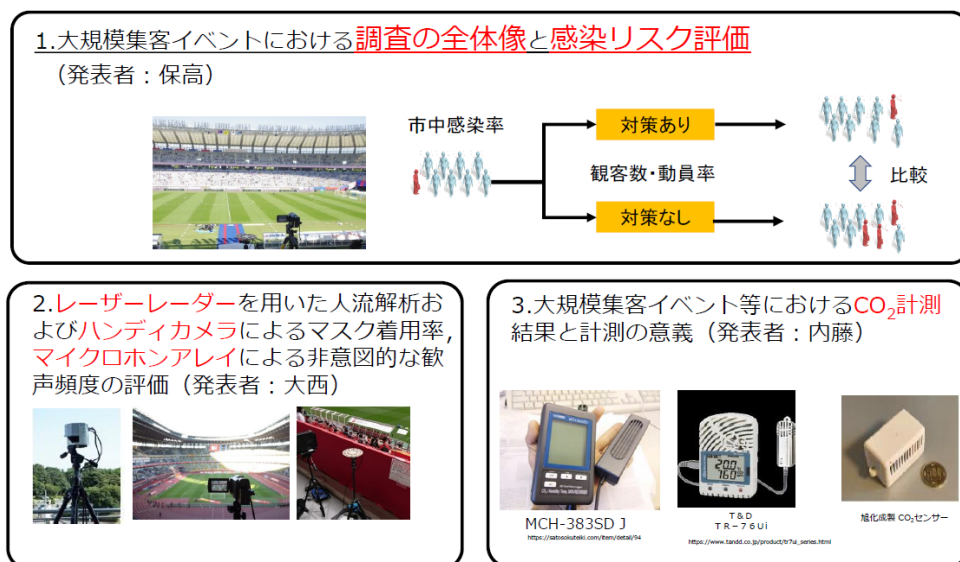 1.大規模集客イベントにおける調査の全体像と感染リスク評価
（発表者：保高）
市中感染率
対策あり
観客数・動員率
対策なし
比較
2.レーザーレーダーを用いた人流解析お
よびハンディカメラによるマスク着用率,
マイクロホンアレイによる非意図的な歓
声頻度の評価（発表者：大西）
3.大規模集客イベント等におけるCO₂計測
結果と計測の意義（発表者：内藤）
20.0
760
MCH-383SD J
https://satosokuteiki.com/item/detail/94
T&D
TR－76Ui
https://www.tandd.co.jp/product/tr7ui_series.html
旭化成製 CO₂センサー